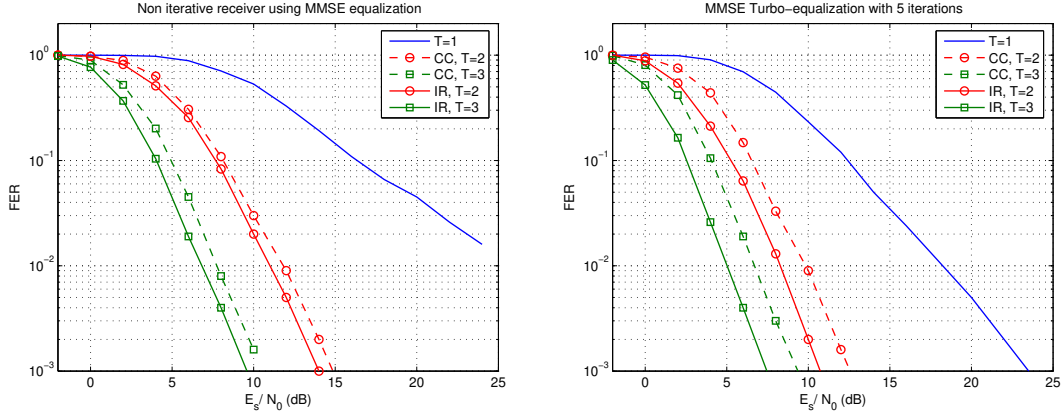 Non iterative receiver using MMSE equalization
10^0
10^-1
10^-2
10^-3
FER
0
5
10
15
20
25
E_s/ N_0 (dB)
T=1
CC, T=2
CC, T=3
IR, T=2
IR, T=3
MMSE Turbo-equalization with 5 iterations
10^0
10^-1
10^-2
10^-3
FER
0
5
10
15
20
25
E_s/ N_0 (dB)
T=1
CC, T=2
CC, T=3
IR, T=2
IR, T=3